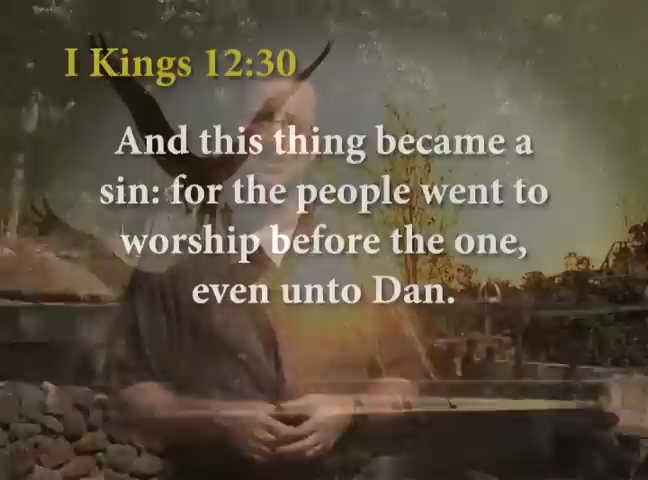 I Kings 12:30
And this thing became a
sin: for the people went to
worship before the one,
even unto Dan.